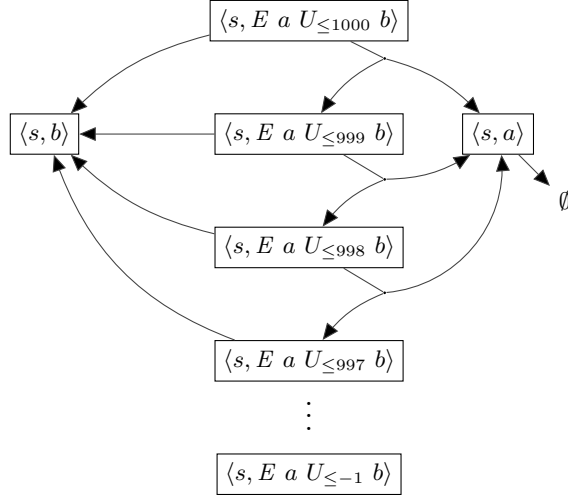 ⟨s, E a U≤1000 b⟩
⟨s, b⟩
⟨s, E a U≤999 b⟩
⟨s, a⟩
∅
⟨s, E a U≤998 b⟩
⟨s, E a U≤997 b⟩
⋮
⟨s, E a U≤−1 b⟩